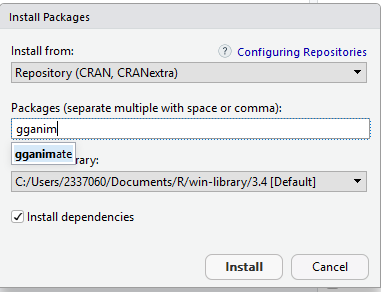 Install Packages
Install from:
? Configuring Repositories
Repository (CRAN, CRANextra)
Packages (separate multiple with space or comma):
gganim
gganimate
rary:
C:/Users/2337060/Documents/R/win-library/3.4 [Default]
Install dependencies
Install
Cancel